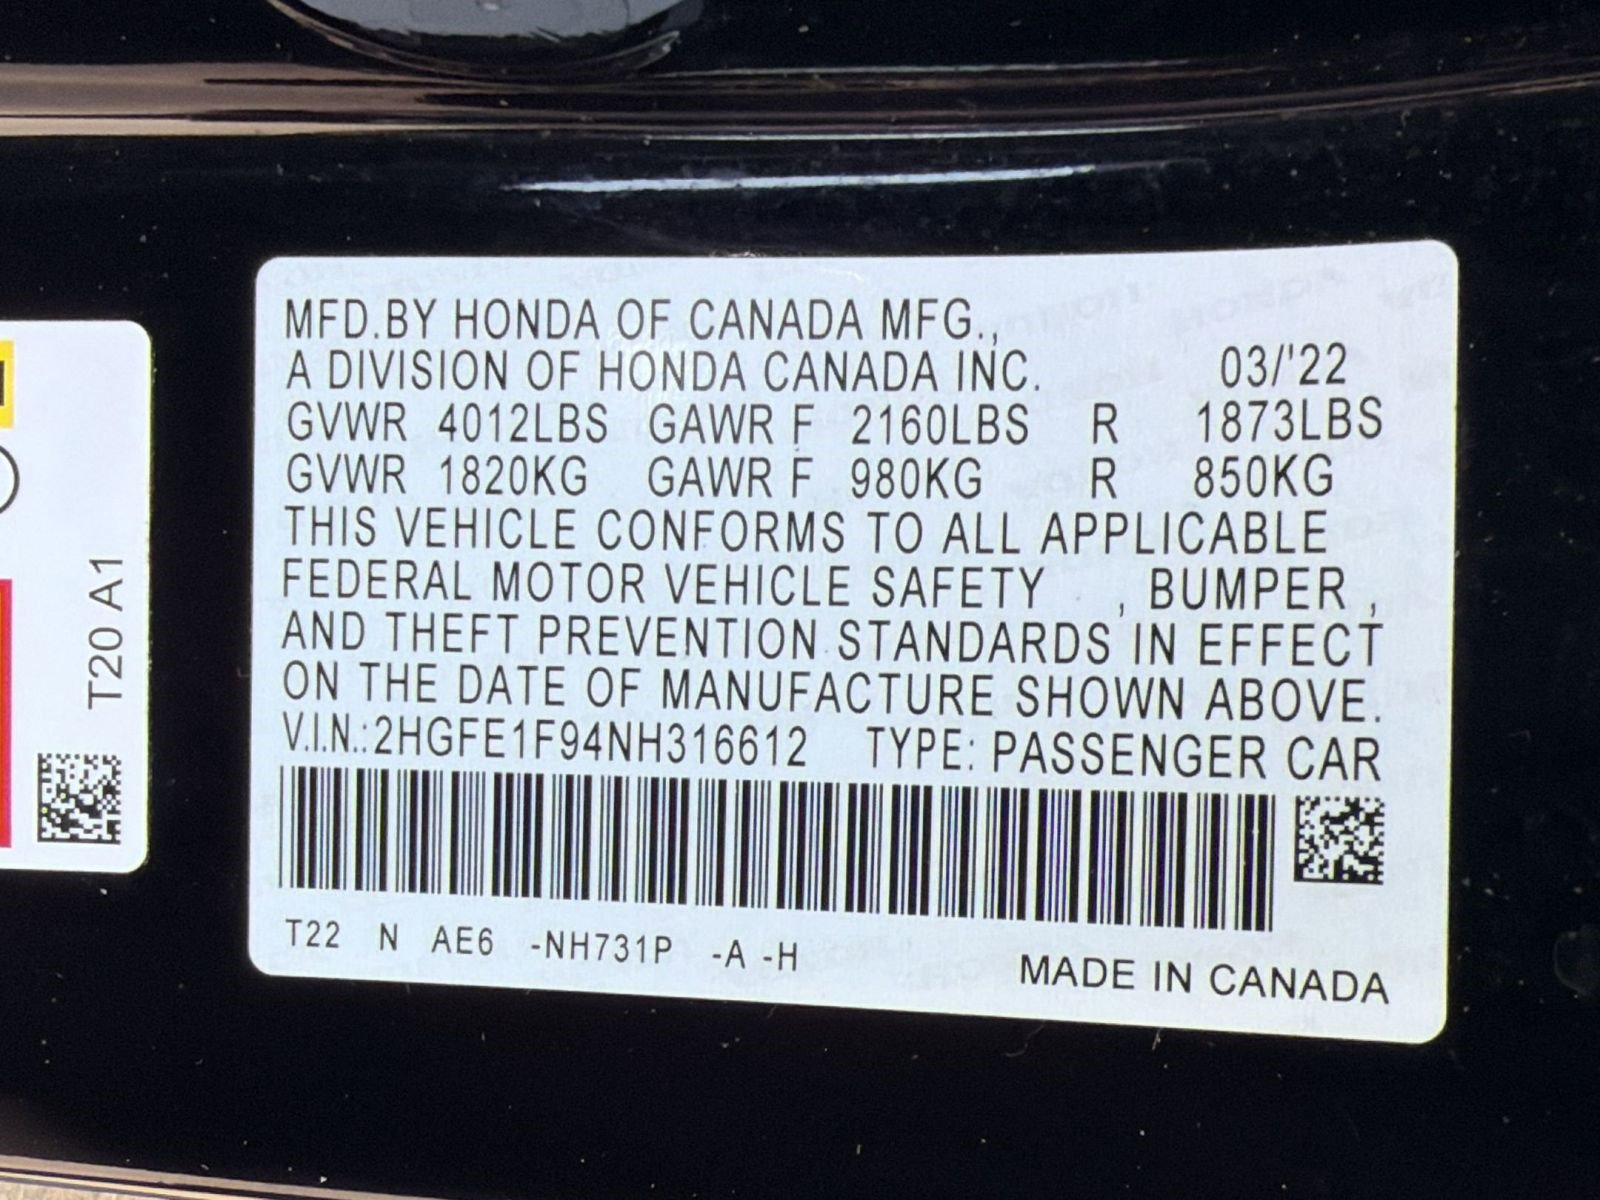 MFD.BY HONDA OF CANADA MFG.,
A DIVISION OF HONDA CANADA INC. 03/'22
GVWR 4012LBS GAWR F 2160LBS R 1873LBS
GVWR 1820KG GAWR F 980KG R 850KG
THIS VEHICLE CONFORMS TO ALL APPLICABLE
FEDERAL MOTOR VEHICLE SAFETY , BUMPER ,
AND THEFT PREVENTION STANDARDS IN EFFECT
ON THE DATE OF MANUFACTURE SHOWN ABOVE.
V.I.N.:2HGFE1F94NH316612 TYPE: PASSENGER CAR
T22 N AE6 -NH731P -A -H
MADE IN CANADA
T20 A1